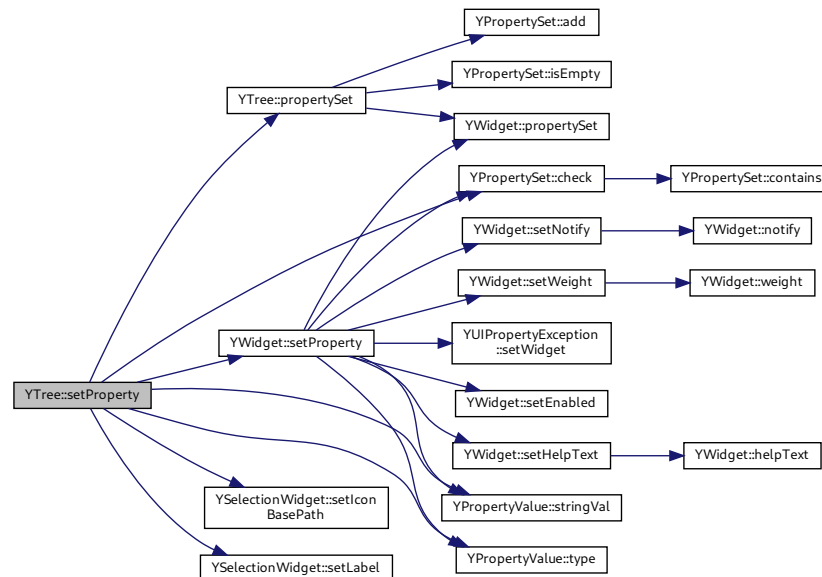 YPropertySet::add
YPropertySet::isEmpty
YTree::propertySet
YWidget::propertySet
YPropertySet::check
YPropertySet::contains
YWidget::setNotify
YWidget::notify
YWidget::setWeight
YWidget::weight
YWidget::setProperty
YUIPropertyException
::setWidget
YTree::setProperty
YWidget::setEnabled
YWidget::setHelpText
YWidget::helpText
YSelectionWidget::setIcon
BasePath
YPropertyValue::stringVal
YPropertyValue::type
YSelectionWidget::setLabel